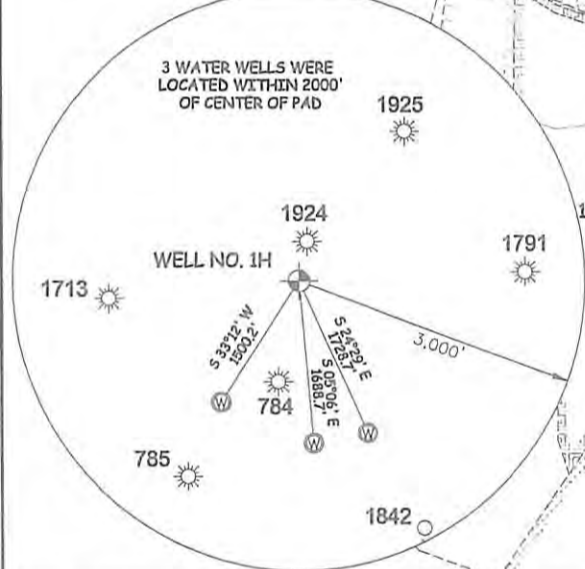 3 WATER WELLS WERE
LOCATED WITHIN 2000'
OF CENTER OF PAD
1925
1924
1791
WELL NO. 1H
1713
S 33°12' W
1500.2'
S 24°29' E
1728.7'
S 05°06' E
1688.7'
3,000'
784
785
1842
W
W
W